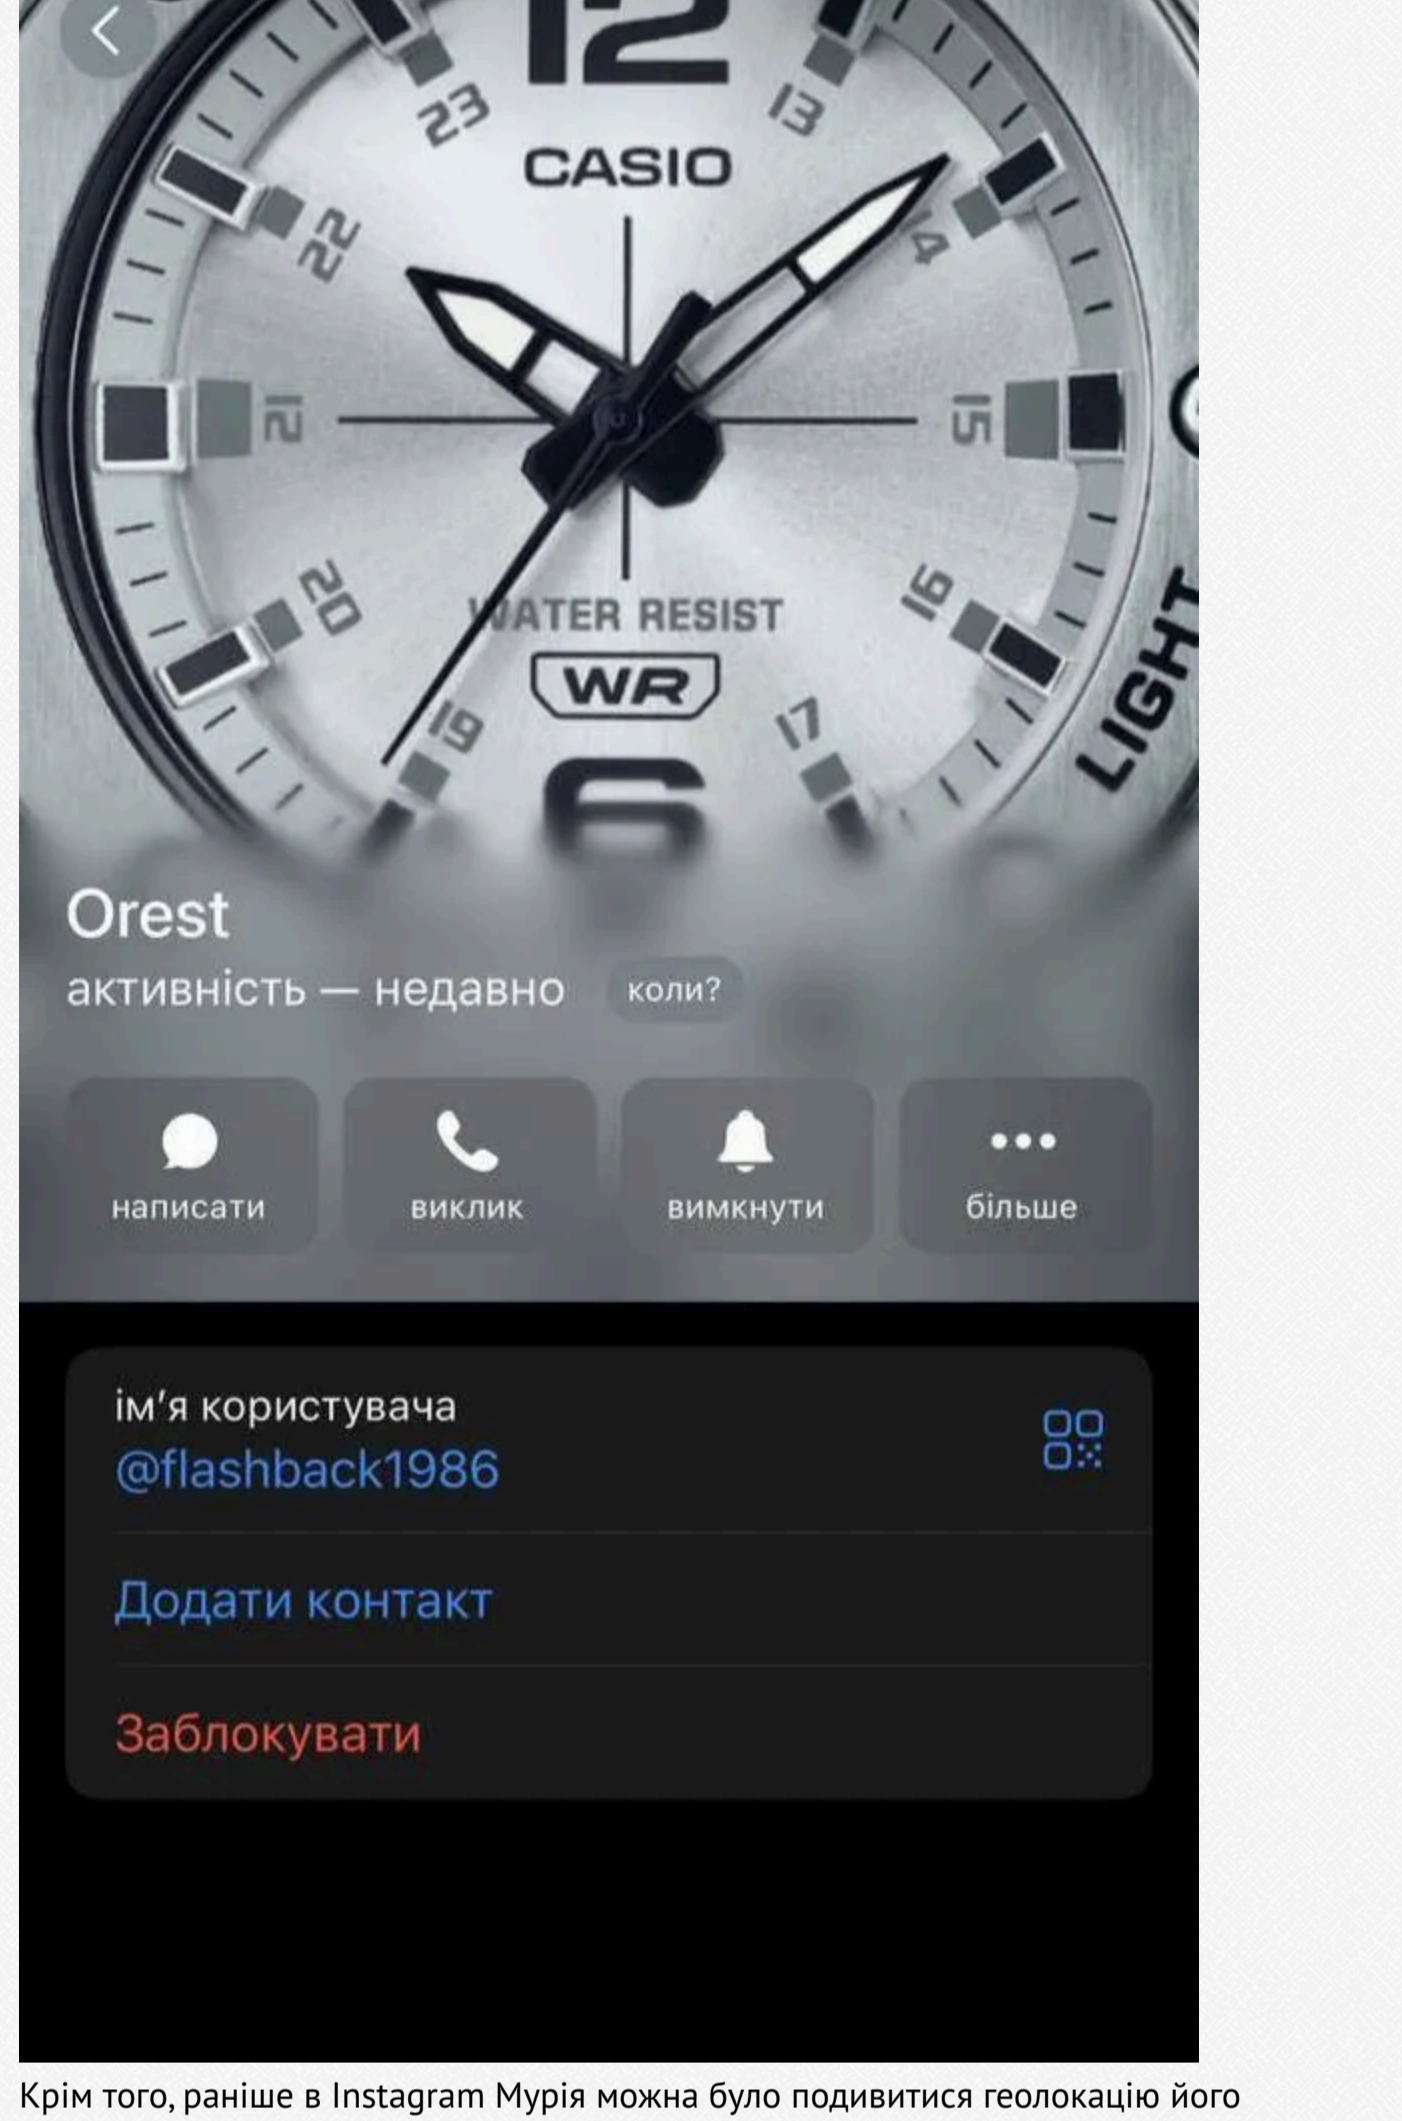 12
23
13
CASIO
22
14
21
15
20
16
WATER RESIST
WR
19
17
LIGHT
6
Orest
активність — недавно коли?
написати виклик вимкнути більше
ім'я користувача
@flashback1986
Додати контакт
Заблокувати
Крім того, раніше в Instagram Мурія можна було подивитися геолокацію його